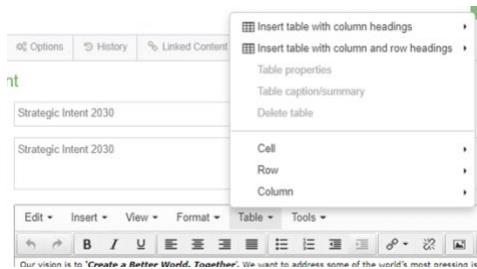 Insert table with column headings
Insert table with column and row headings
Options History Linked Content
Table properties
nt
Table caption/summary
Strategic Intent 2030
Delete table
Strategic Intent 2030
Cell
Row
Column
Edit Insert View Format Table Tools
B I U
Our vision is to 'Create a Better World, Together'. We want to address some of the world's most pressing is